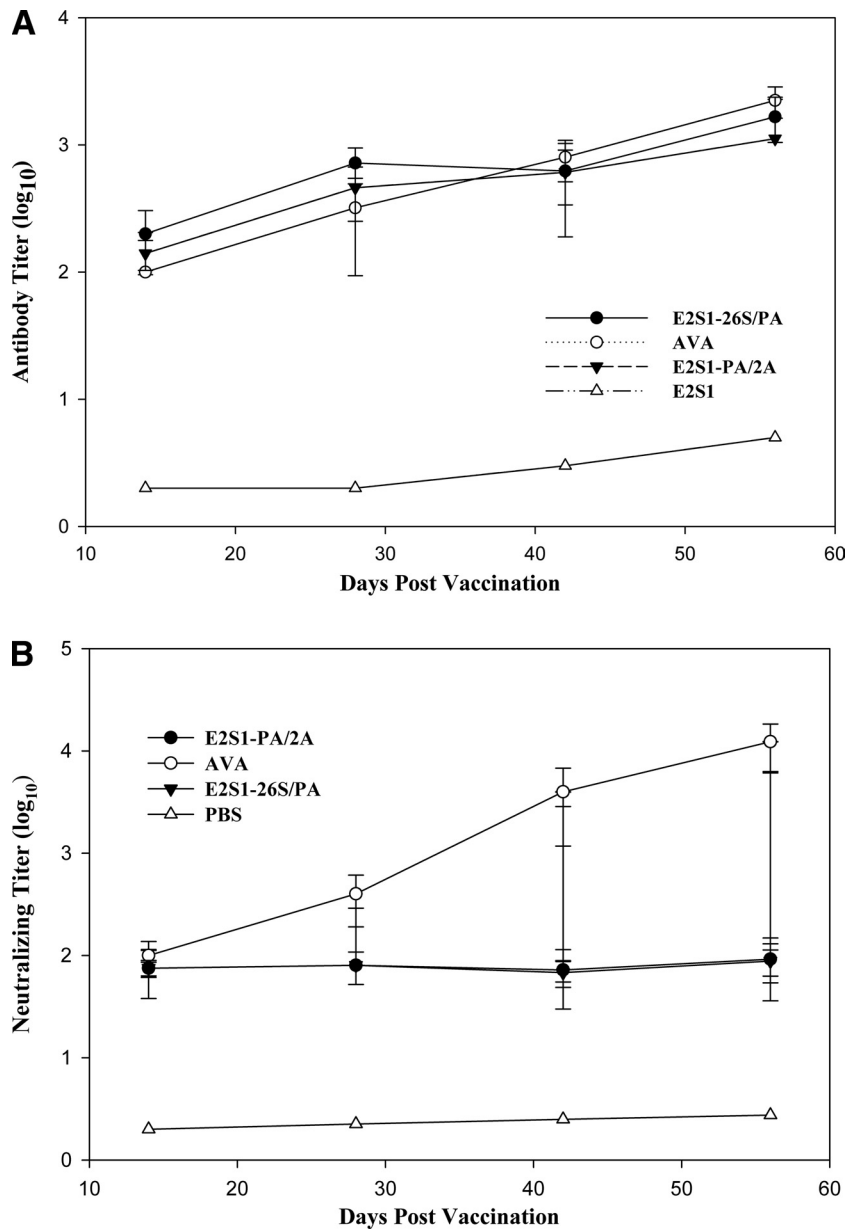 A
4
3
2
1
0
Antibody Titer (log10)
E2S1-26S/PA
AVA
E2S1-PA/2A
E2S1
10 20 30 40 50 60
Days Post Vaccination
B
5
4
3
2
1
0
Neutralizing Titer (log10)
E2S1-PA/2A
AVA
E2S1-26S/PA
PBS
10 20 30 40 50 60
Days Post Vaccination